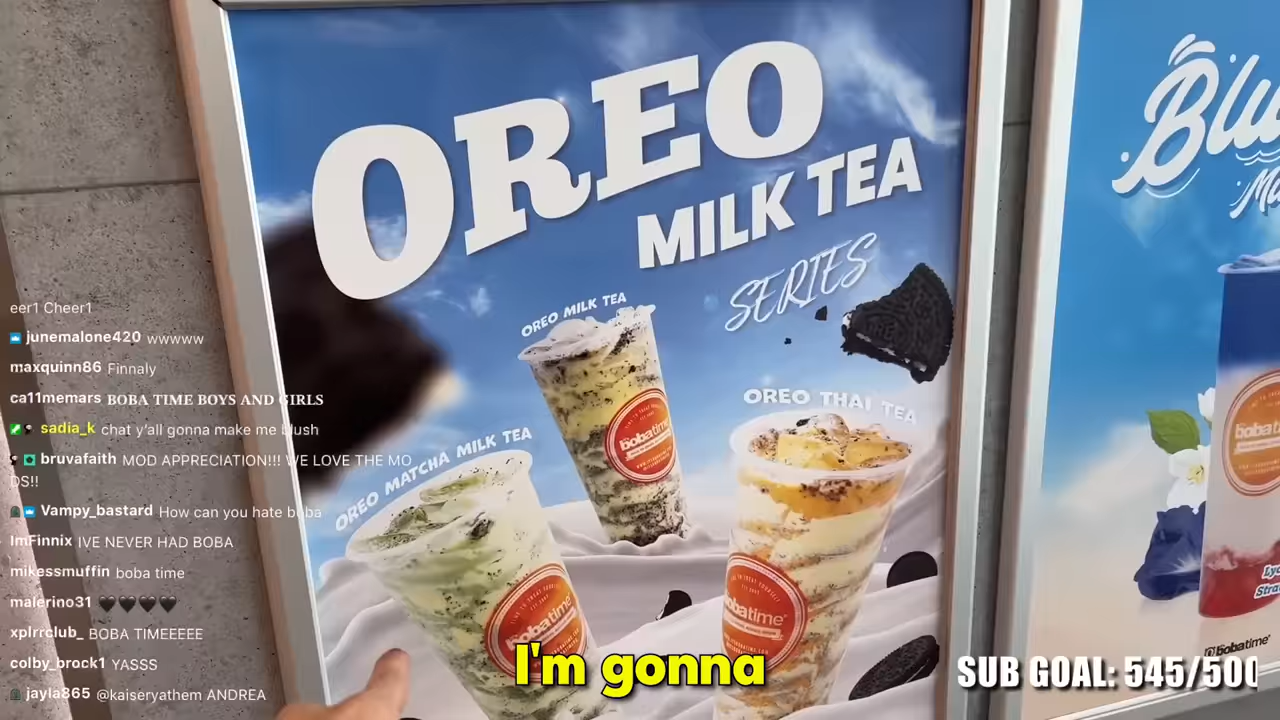 OREO
MILK TEA
SERIES
OREO MILK TEA
OREO THAI TEA
OREO MATCHA MILK TEA
bobatime
bobatime
bobatime
Blu
bobatime
eer1 Cheer1
junemalone420 wwwww
maxquinn86 Finnaly
ca11memars BOBA TIME BOYS AND GIRLS
sadia_k chat y'all gonna make me blush
bruvafaith MOD APPRECIATION!!! WE LOVE THE MO
DS!!
Vampy_bastard How can you hate boba
ImFinnix IVE NEVER HAD BOBA
mikessmuffin boba time
malerino31 🖤🖤🖤🖤
xplrrclub_ BOBA TIMEEEEE
colby_brock1 YASSS
jayla865 @kaiseryathem ANDREA
I'm gonna
SUB GOAL: 545/500